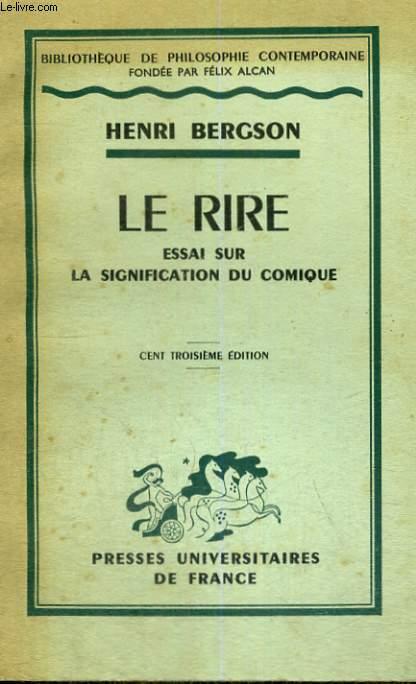 Le-livre.com
BIBLIOTHÈQUE DE PHILOSOPHIE CONTEMPORAINE
FONDÉE PAR FÉLIX ALCAN
HENRI BERGSON
LE RIRE
ESSAI SUR
LA SIGNIFICATION DU COMIQUE
CENT TROISIÈME ÉDITION
PRESSES UNIVERSITAIRES
DE FRANCE